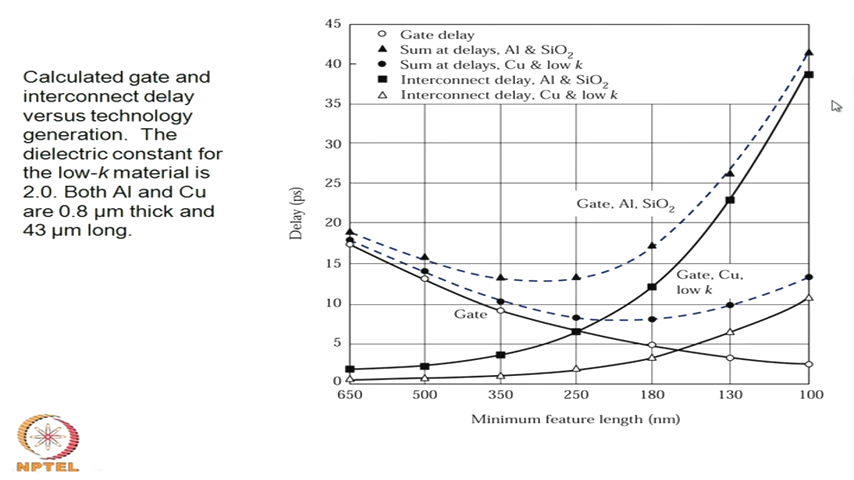 Calculated gate and
interconnect delay
versus technology
generation. The
dielectric constant for
the low-k material is
2.0. Both Al and Cu
are 0.8 µm thick and
43 µm long.
45
40
35
30
25
20
15
10
5
0
Delay (ps)
Gate delay
Sum at delays, Al & SiO₂
Sum at delays, Cu & low k
Interconnect delay, Al & SiO₂
Interconnect delay, Cu & low k
Gate, Al, SiO₂
Gate, Cu,
low k
Gate
650 500 350 250 180 130 100
Minimum feature length (nm)
NPTEL